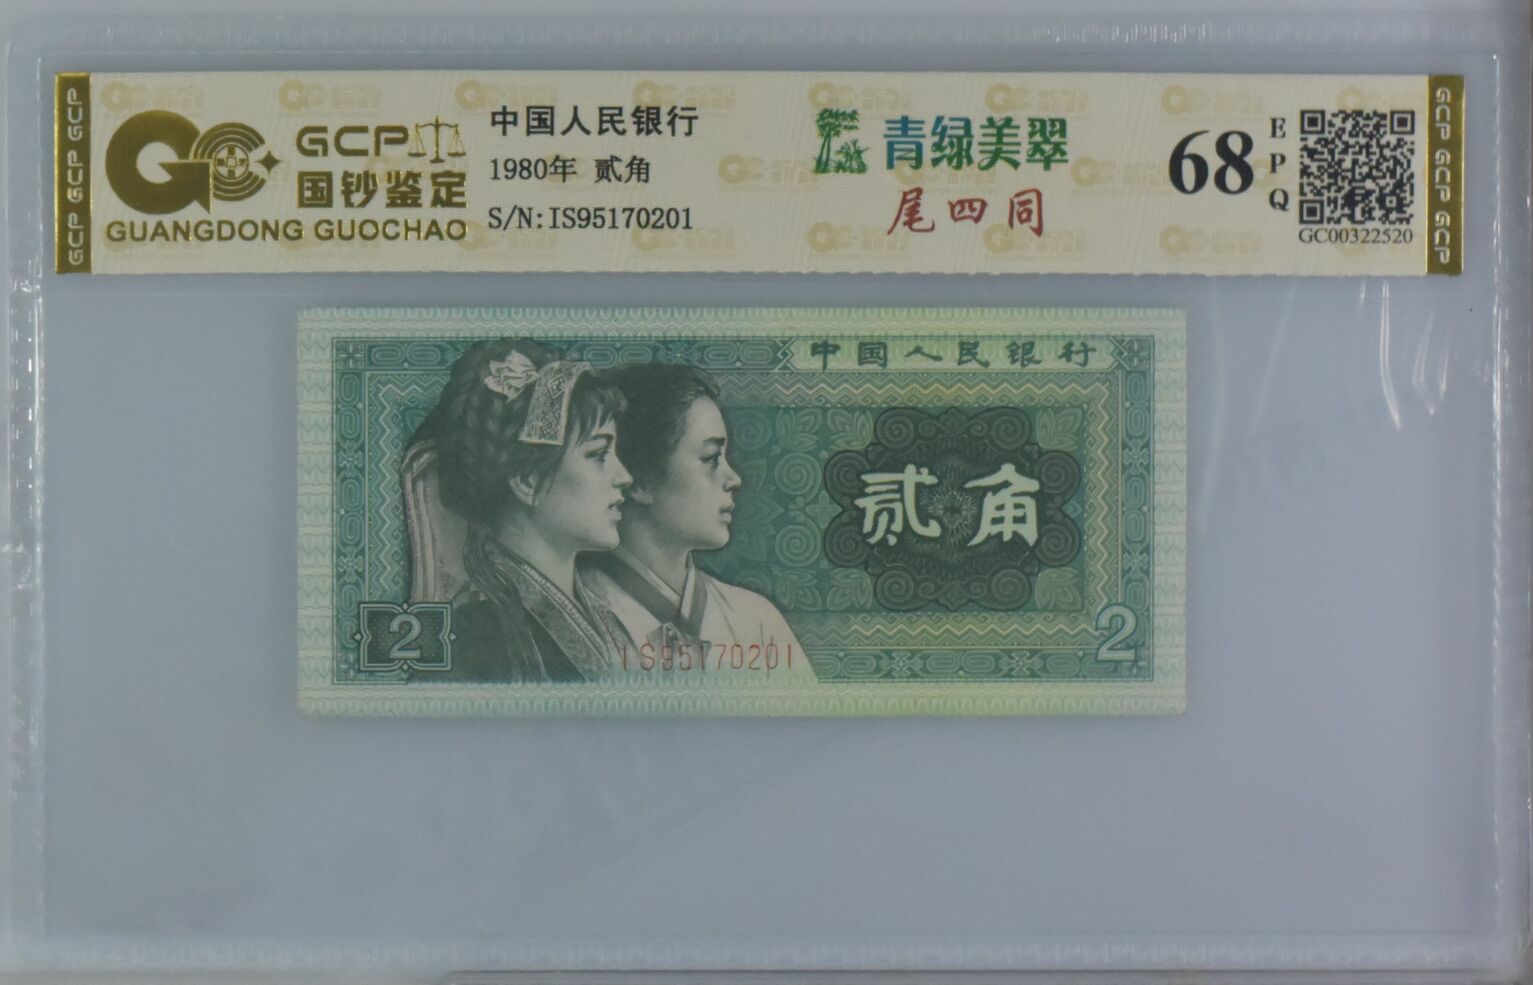 GCP
国钞鉴定
GUANGDONG GUOCHAO
中国人民银行
1980年 贰角
S/N:IS95170201
青绿美翠
尾四同
68
EPQ
GC00322520
GCP GCP GCP
GCP GCP GCP
中国人民银行
贰角
2
2
IS95170201